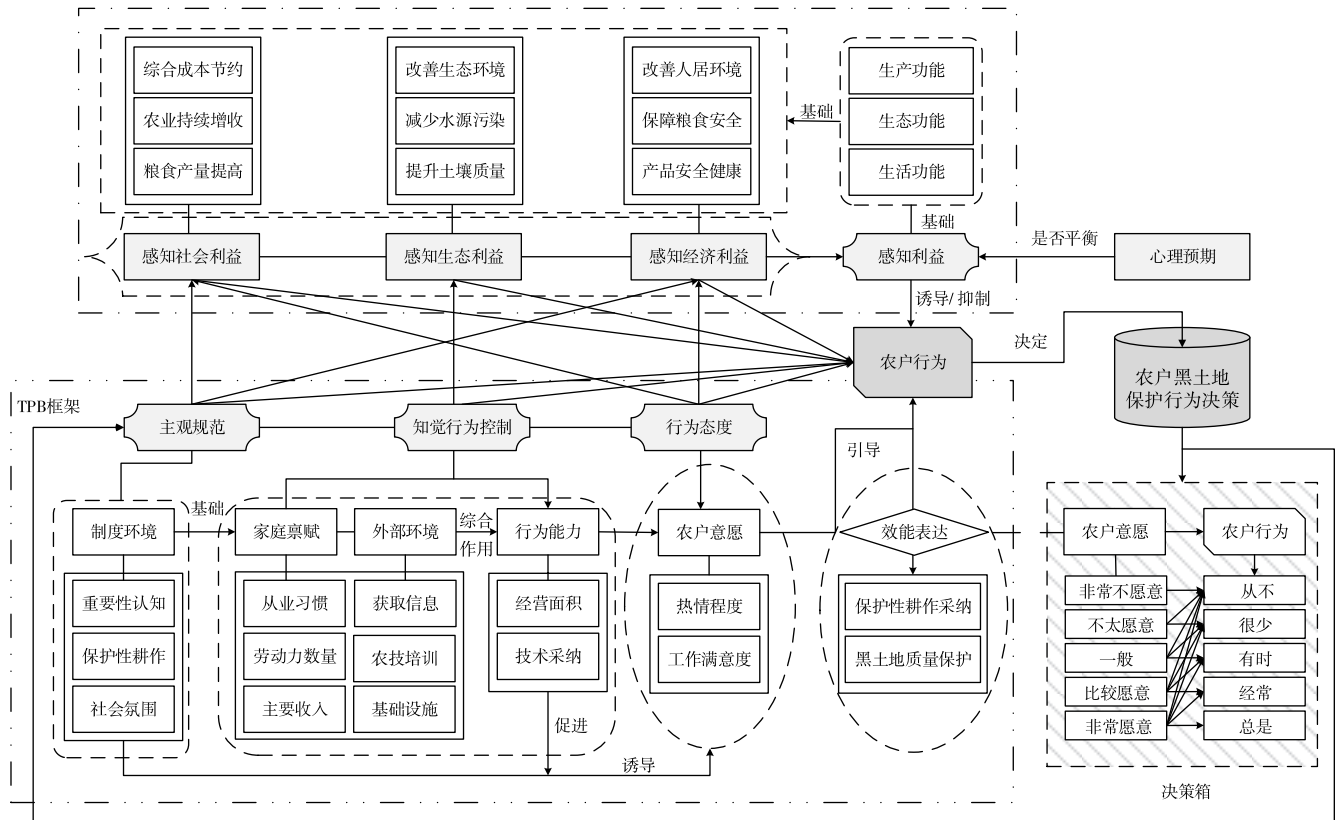 综合成本节约
改善生态环境
改善人居环境
生产功能
农业持续增收
减少水源污染
保障粮食安全
基础
生态功能
粮食产量提高
提升土壤质量
产品安全健康
生活功能
基础
感知社会利益
感知生态利益
感知经济利益
感知利益
是否平衡
心理预期
诱导/抑制
农户行为
决定
农户黑土地
保护行为决策
TPB框架
主观规范
知觉行为控制
行为态度
引导
制度环境
基础
家庭禀赋
外部环境
综合
作用
行为能力
农户意愿
效能表达
农户意愿
农户行为
重要性认知
从业习惯
获取信息
经营面积
热情程度
保护性耕作采纳
非常不愿意
从不
不太愿意
很少
保护性耕作
劳动力数量
农技培训
技术采纳
工作满意度
黑土地质量保护
一般
有时
比较愿意
经常
社会氛围
主要收入
基础设施
促进
非常愿意
总是
诱导
决策箱